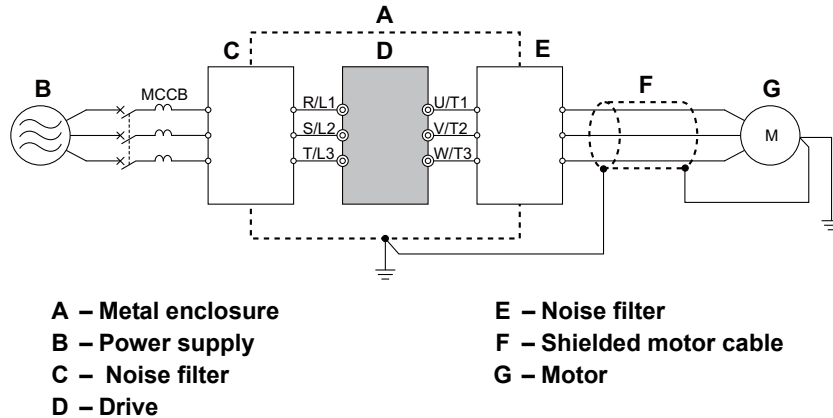 A
C
D
E
B
MCCB
F
G
R/L1
U/T1
S/L2
V/T2
M
T/L3
W/T3
A – Metal enclosure
B – Power supply
C – Noise filter
D – Drive
E – Noise filter
F – Shielded motor cable
G – Motor